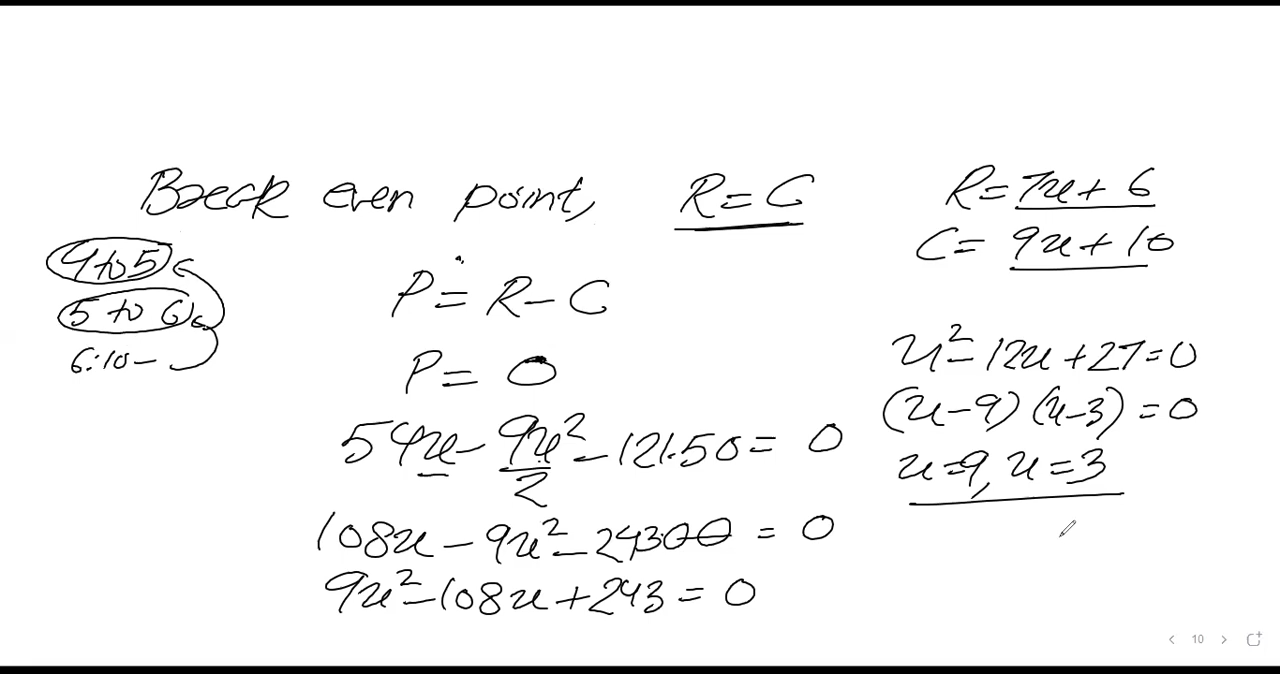 Break even point, R = C
R = 7x + 6
C = 9x + 10
4 to 5
5 to 6
6:10 –
P = R – C
P = 0
54x – 9x²/2 – 121.50 = 0
108x – 9x² – 243.00 = 0
9x² – 108x + 243 = 0
x² – 12x + 27 = 0
(x – 9) (x – 3) = 0
x = 9, x = 3
10